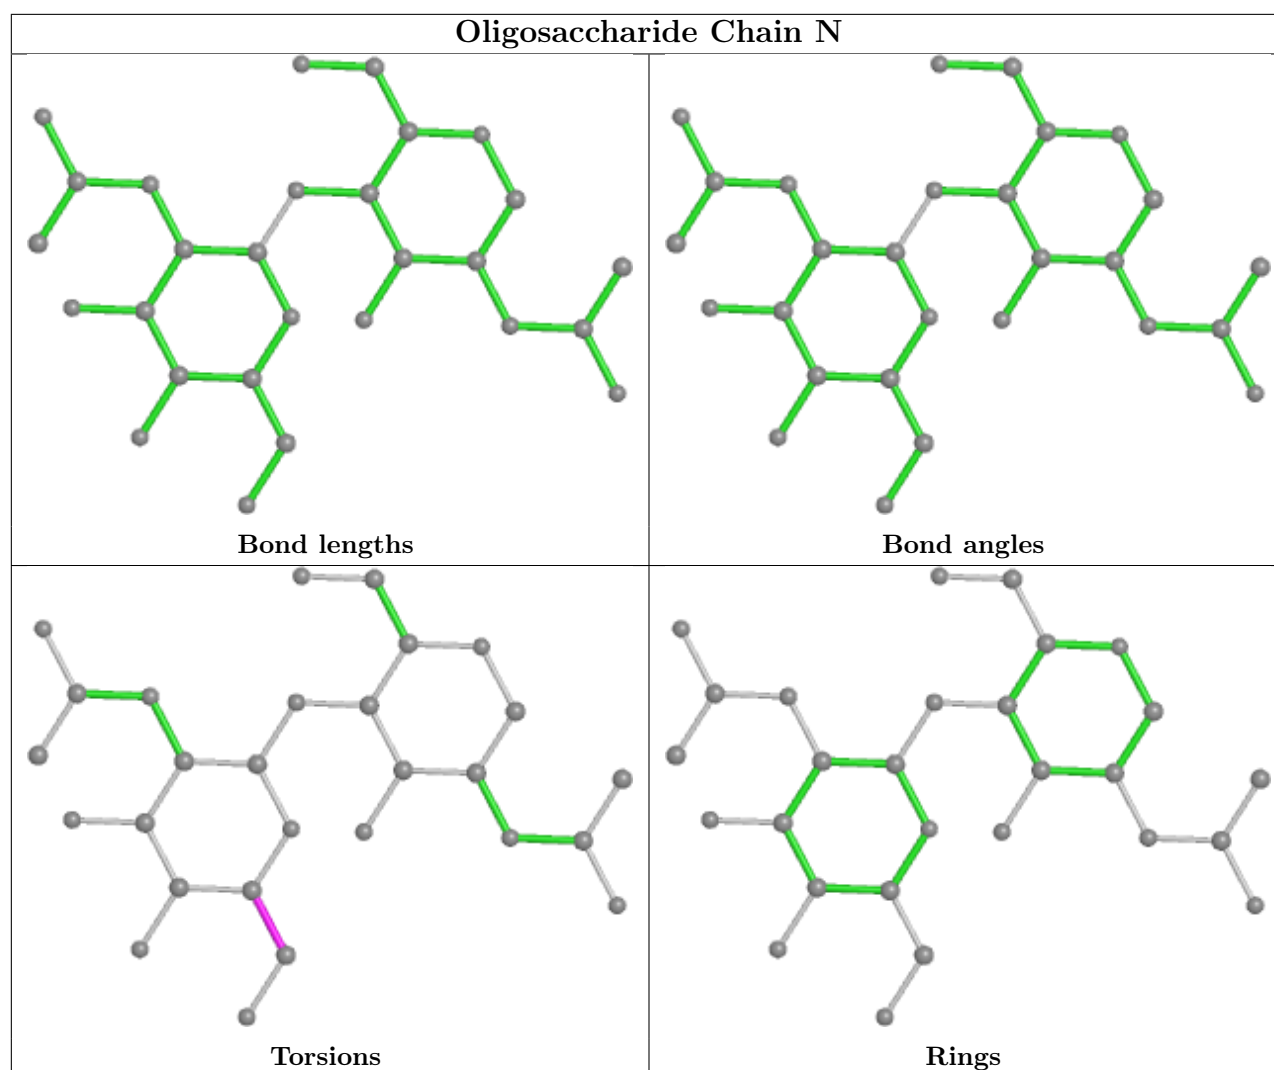 Oligosaccharide Chain N
Bond lengths
Bond angles
Torsions
Rings